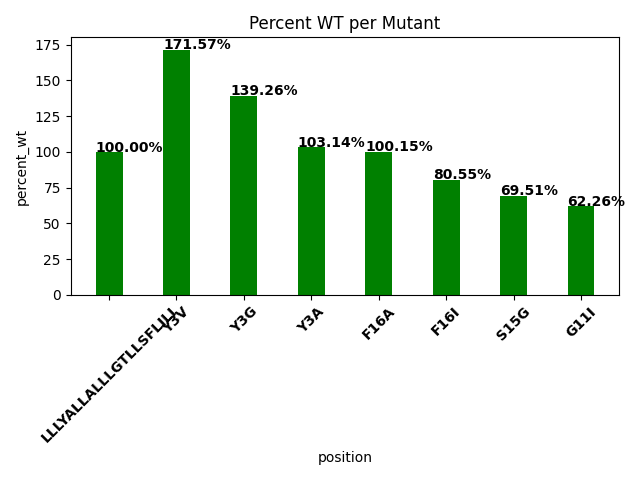 Percent WT per Mutant
percent_wt
175
150
125
100
75
50
25
0
100.00%
171.57%
139.26%
103.14%
100.15%
80.55%
69.51%
62.26%
LLLYALLALLLGTLLSFLILI
Y3V
Y3G
Y3A
F16A
F16I
S15G
G11I
position